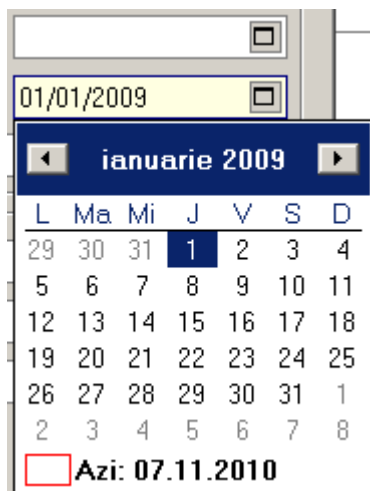 01/01/2009
ianuarie 2009
L Ma Mi J V S D
29 30 31 1 2 3 4
5 6 7 8 9 10 11
12 13 14 15 16 17 18
19 20 21 22 23 24 25
26 27 28 29 30 31 1
2 3 4 5 6 7 8
Azi: 07.11.2010